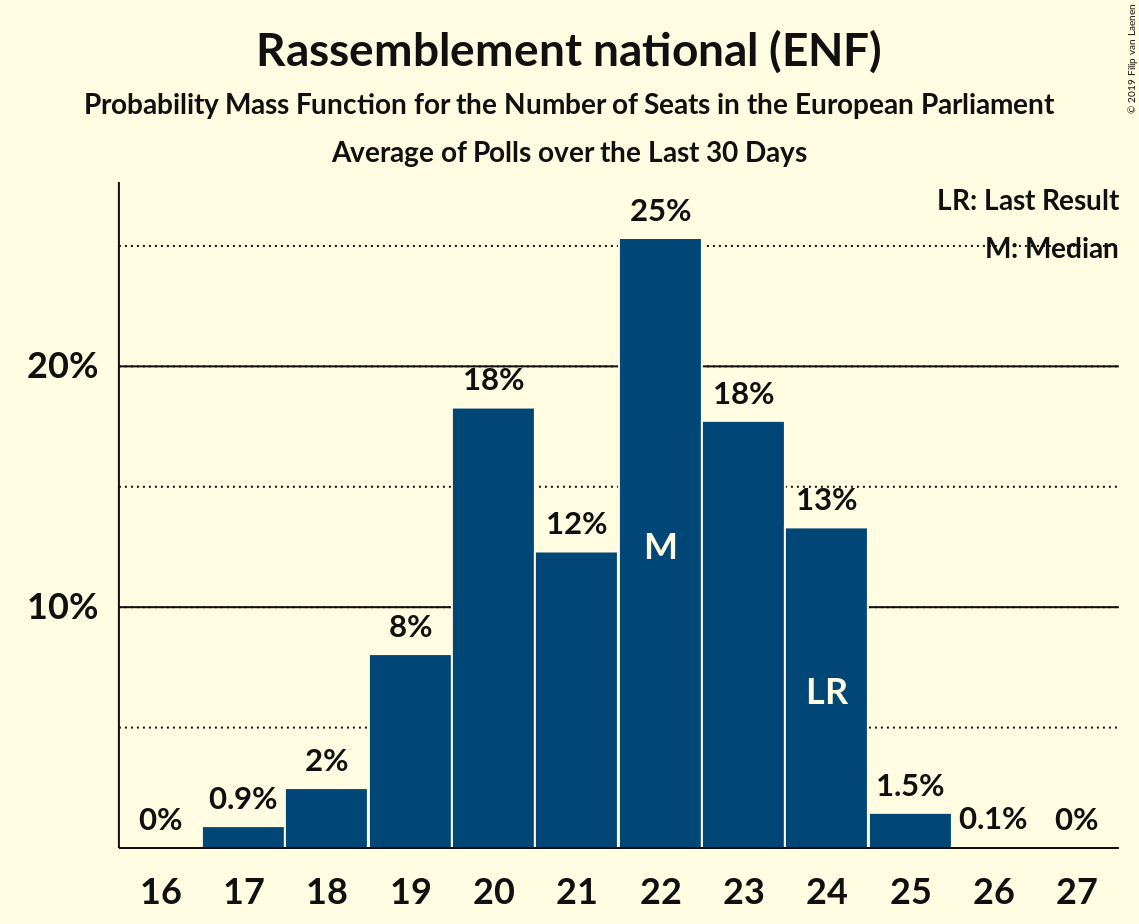 Rassemblement national (ENF)
Probability Mass Function for the Number of Seats in the European Parliament
Average of Polls over the Last 30 Days
© 2019 Filip van Laenen
LR: Last Result
M: Median
20%
10%
0%
0.9%
2%
8%
18%
12%
25%
18%
13%
1.5%
0.1%
0%
M
LR
16 17 18 19 20 21 22 23 24 25 26 27